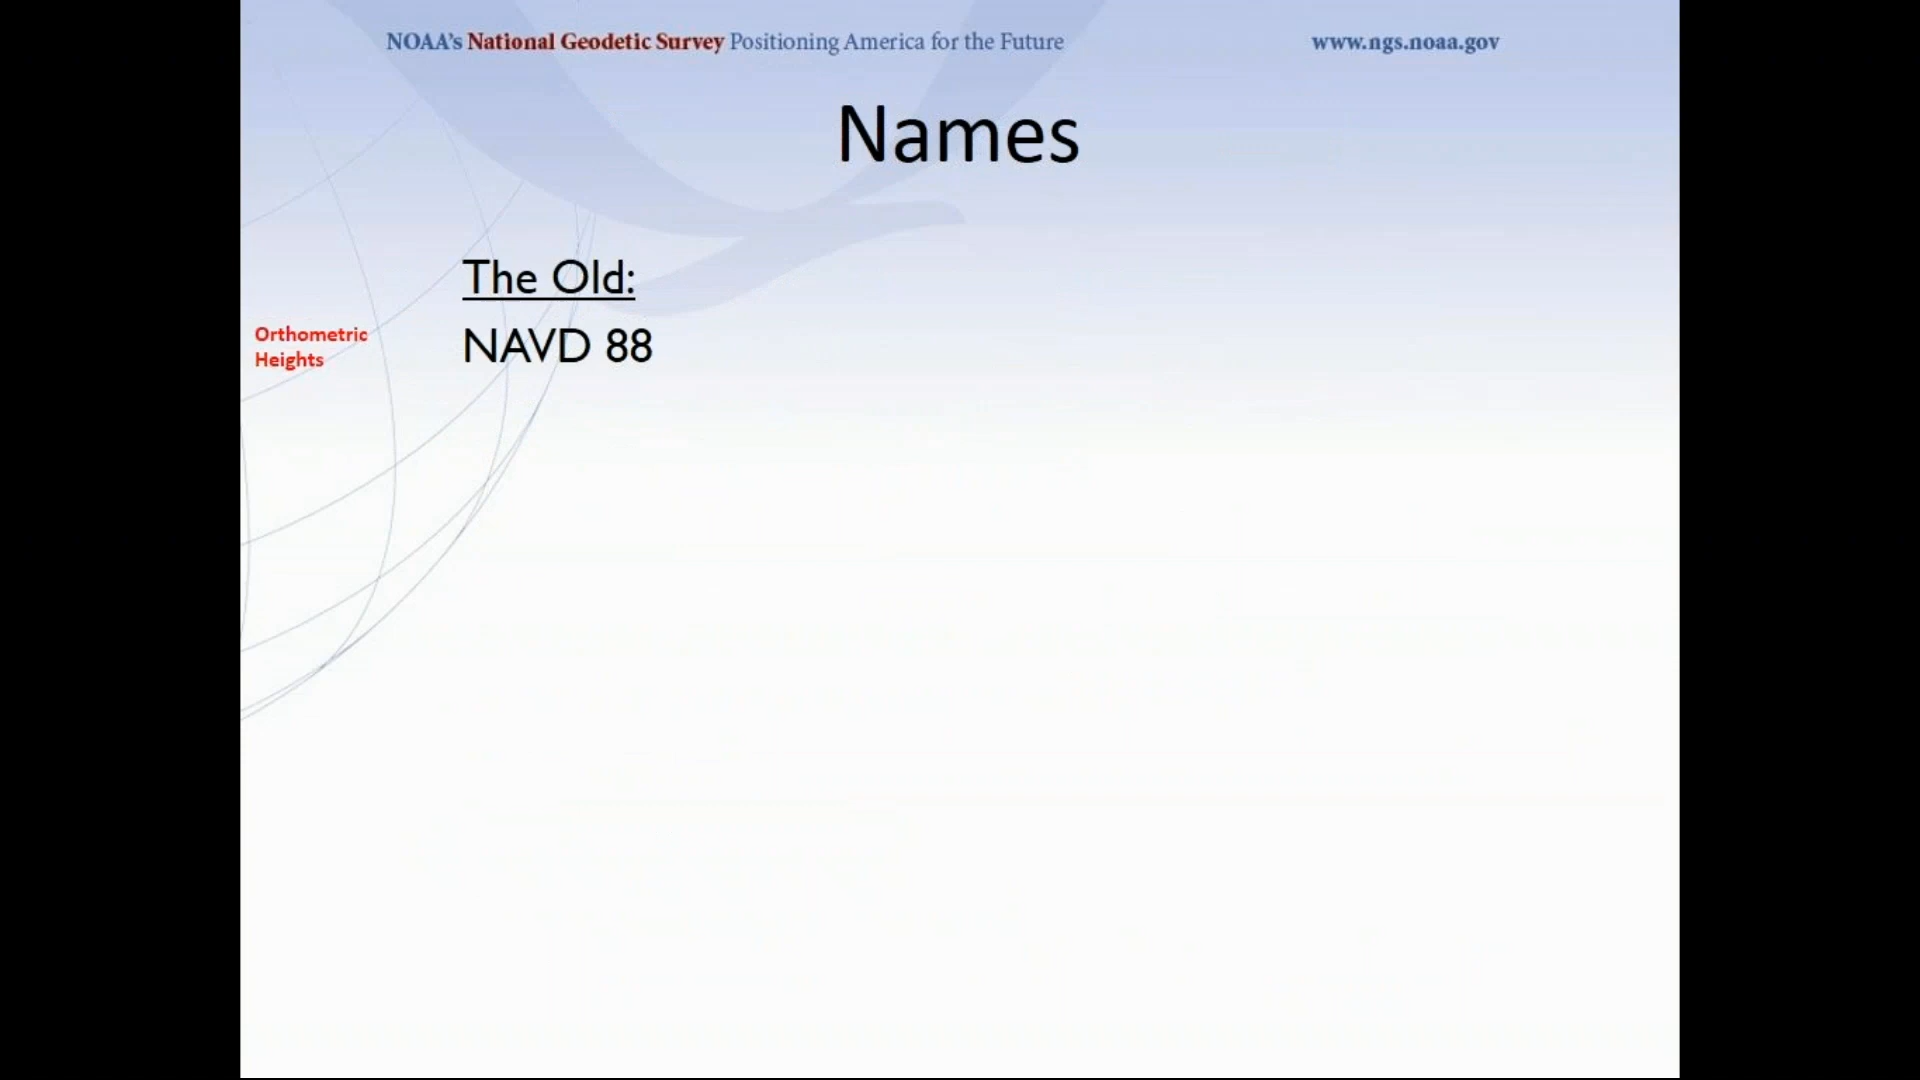 NOAA's National Geodetic Survey Positioning America for the Future www.ngs.noaa.gov
Names
The Old:
Orthometric
Heights
NAVD 88